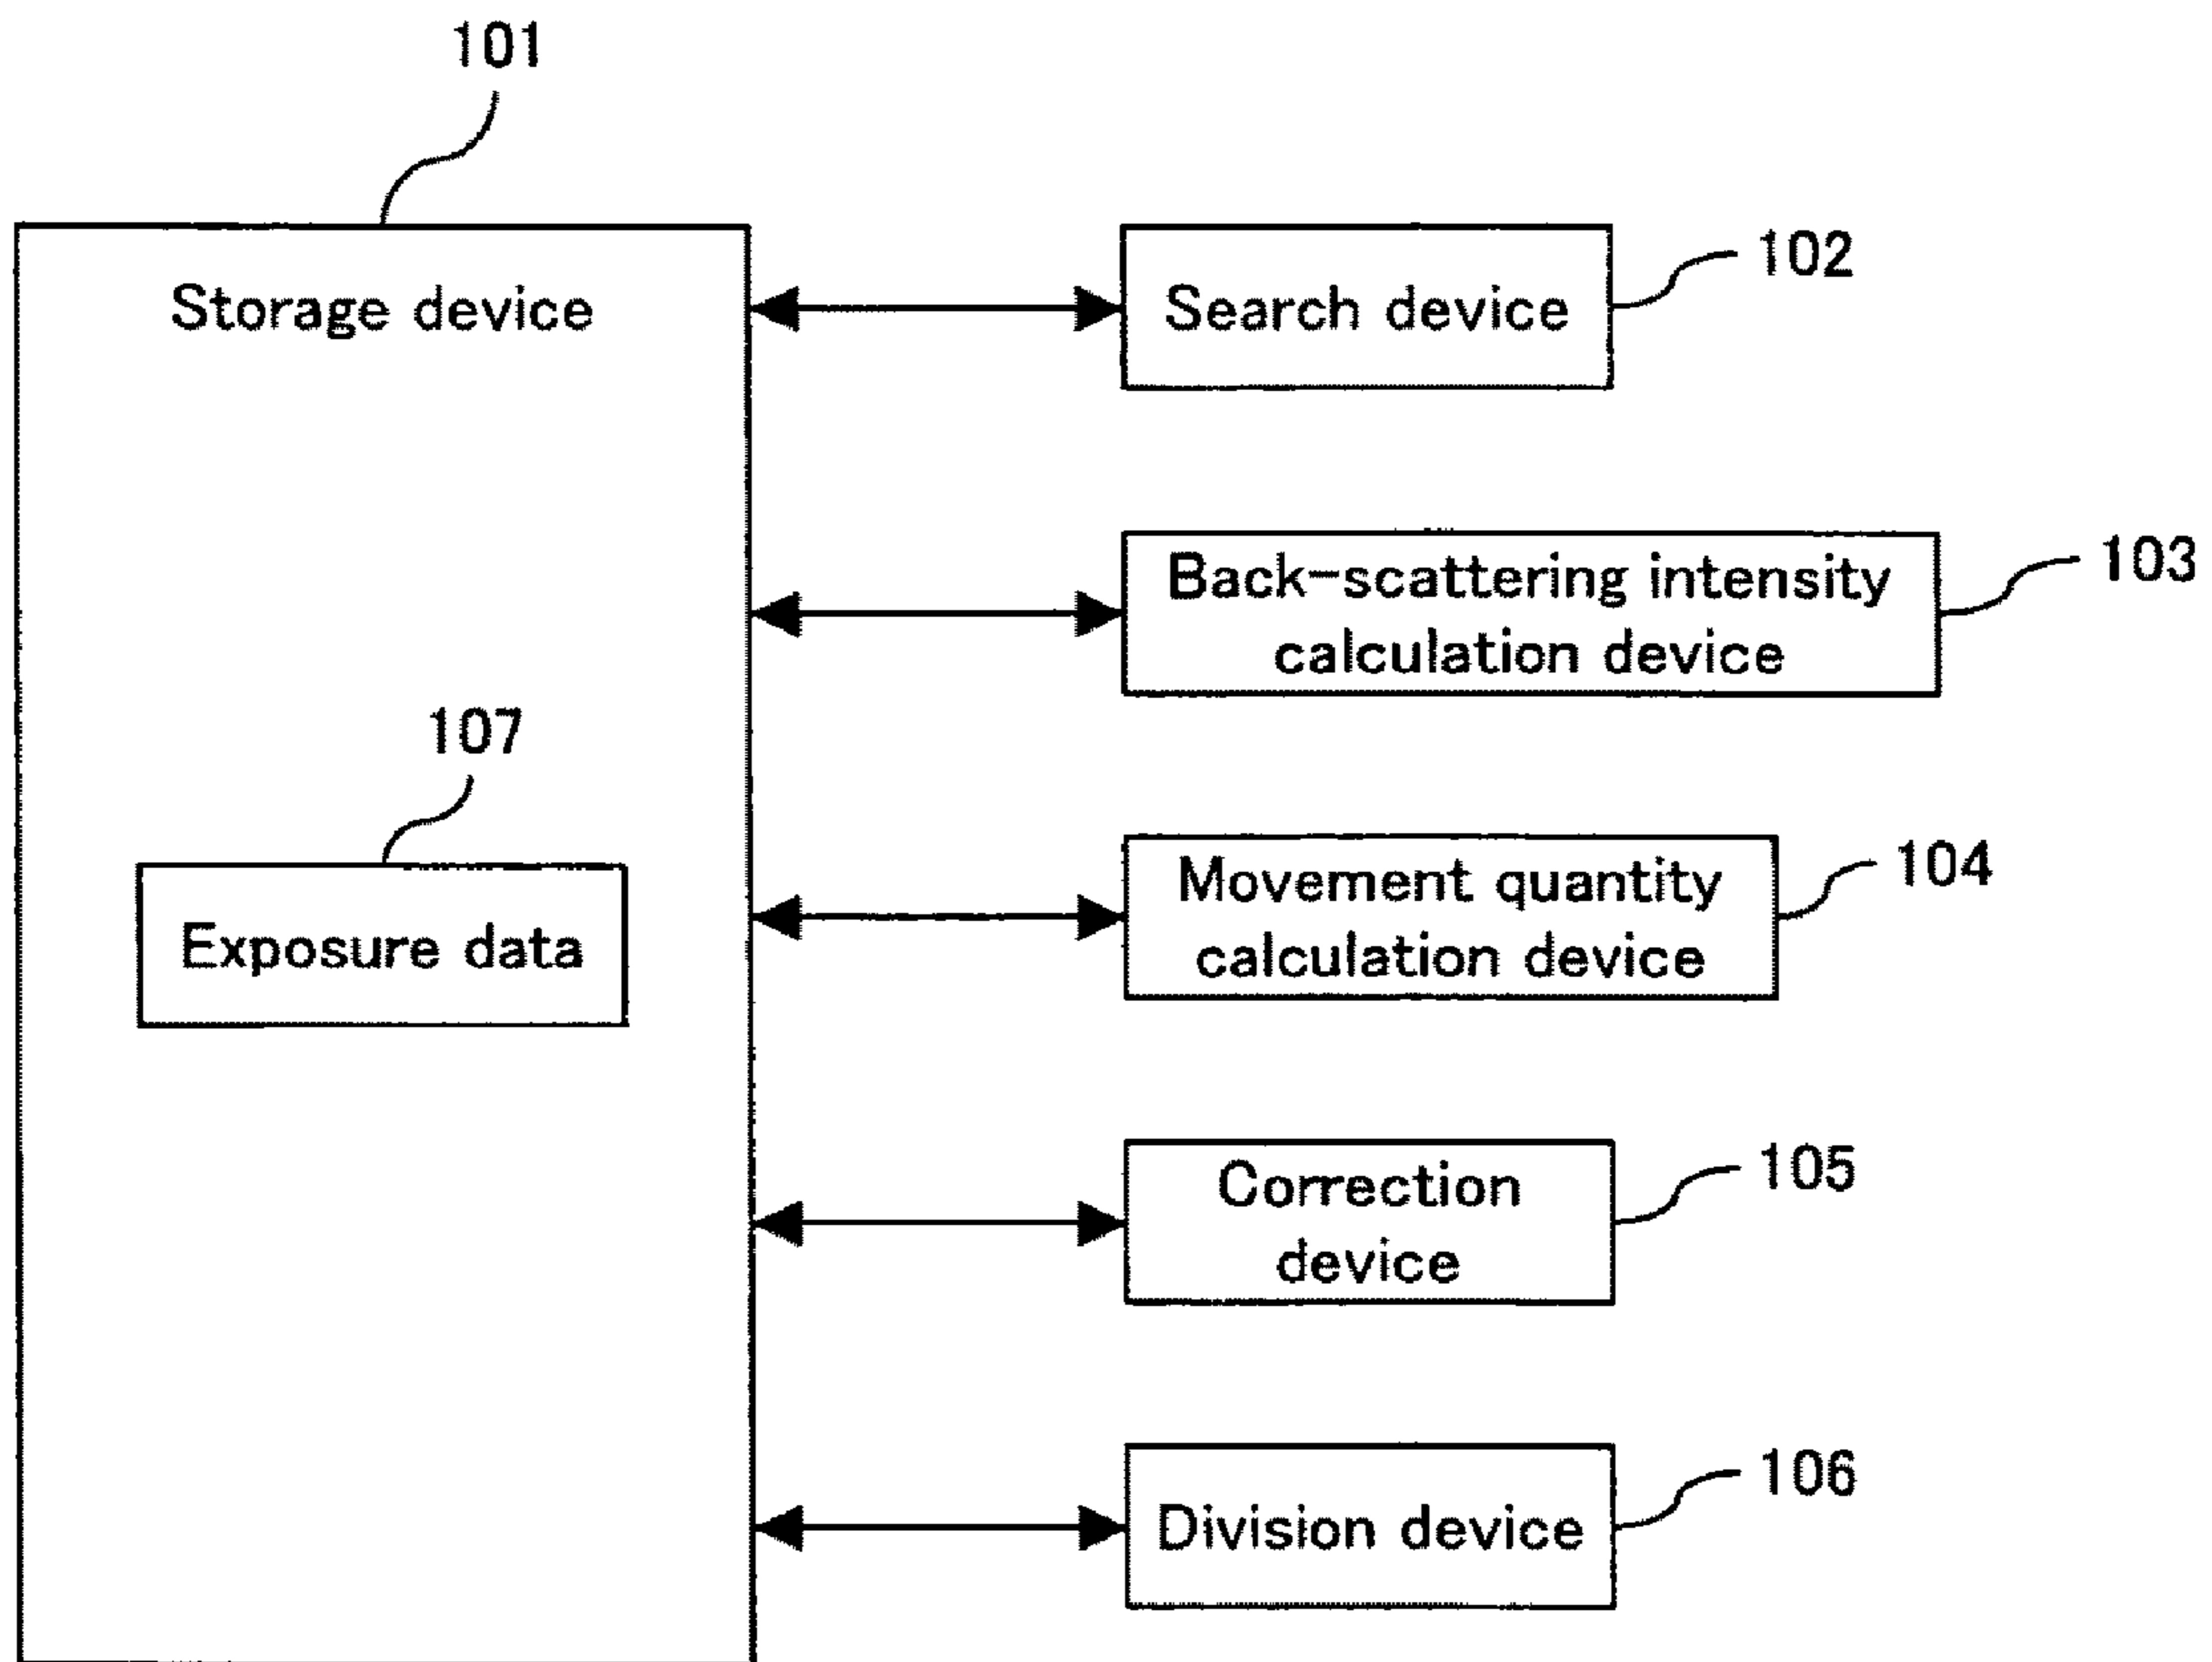 101
Storage device
102
Search device
103
Back-scattering intensity
calculation device
107
Exposure data
104
Movement quantity
calculation device
105
Correction
device
106
Division device